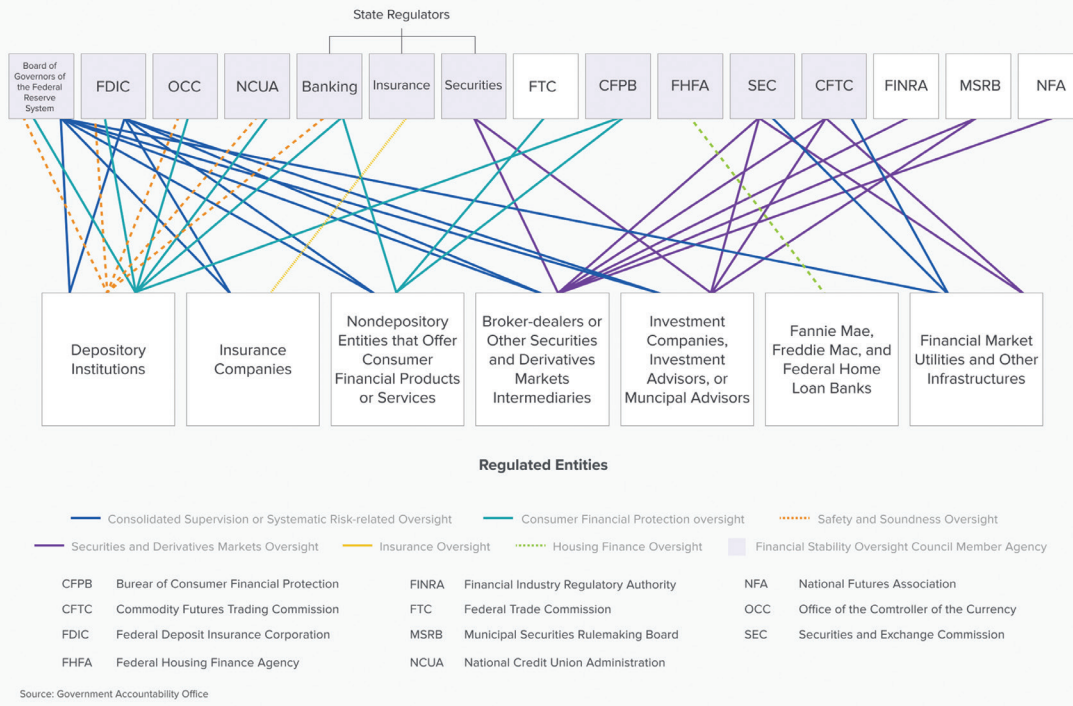 State Regulators
Board of
Governors of
the Federal
Reserve
System
FDIC
OCC
NCUA
Banking
Insurance
Securities
FTC
CFPB
FHFA
SEC
CFTC
FINRA
MSRB
NFA
Depository
Institutions
Insurance
Companies
Nondepository
Entities that Offer
Consumer
Financial Products
or Services
Broker-dealers or
Other Securities
and Derivatives
Markets
Intermediaries
Investment
Companies,
Investment
Advisors, or
Muncipal Advisors
Fannie Mae,
Freddie Mac, and
Federal Home
Loan Banks
Financial Market
Utilities and Other
Infrastructures
Regulated Entities
Consolidated Supervision or Systematic Risk-related Oversight
Consumer Financial Protection oversight
Safety and Soundness Oversight
Securities and Derivatives Markets Oversight
Insurance Oversight
Housing Finance Oversight
Financial Stability Oversight Council Member Agency
CFPB Burear of Consumer Financial Protection
CFTC Commodity Futures Trading Commission
FDIC Federal Deposit Insurance Corporation
FHFA Federal Housing Finance Agency
FINRA Financial Industry Regulatory Authority
FTC Federal Trade Commission
MSRB Municipal Securities Rulemaking Board
NCUA National Credit Union Administration
NFA National Futures Association
OCC Office of the Comtroller of the Currency
SEC Securities and Exchange Commission
Source: Government Accountability Office